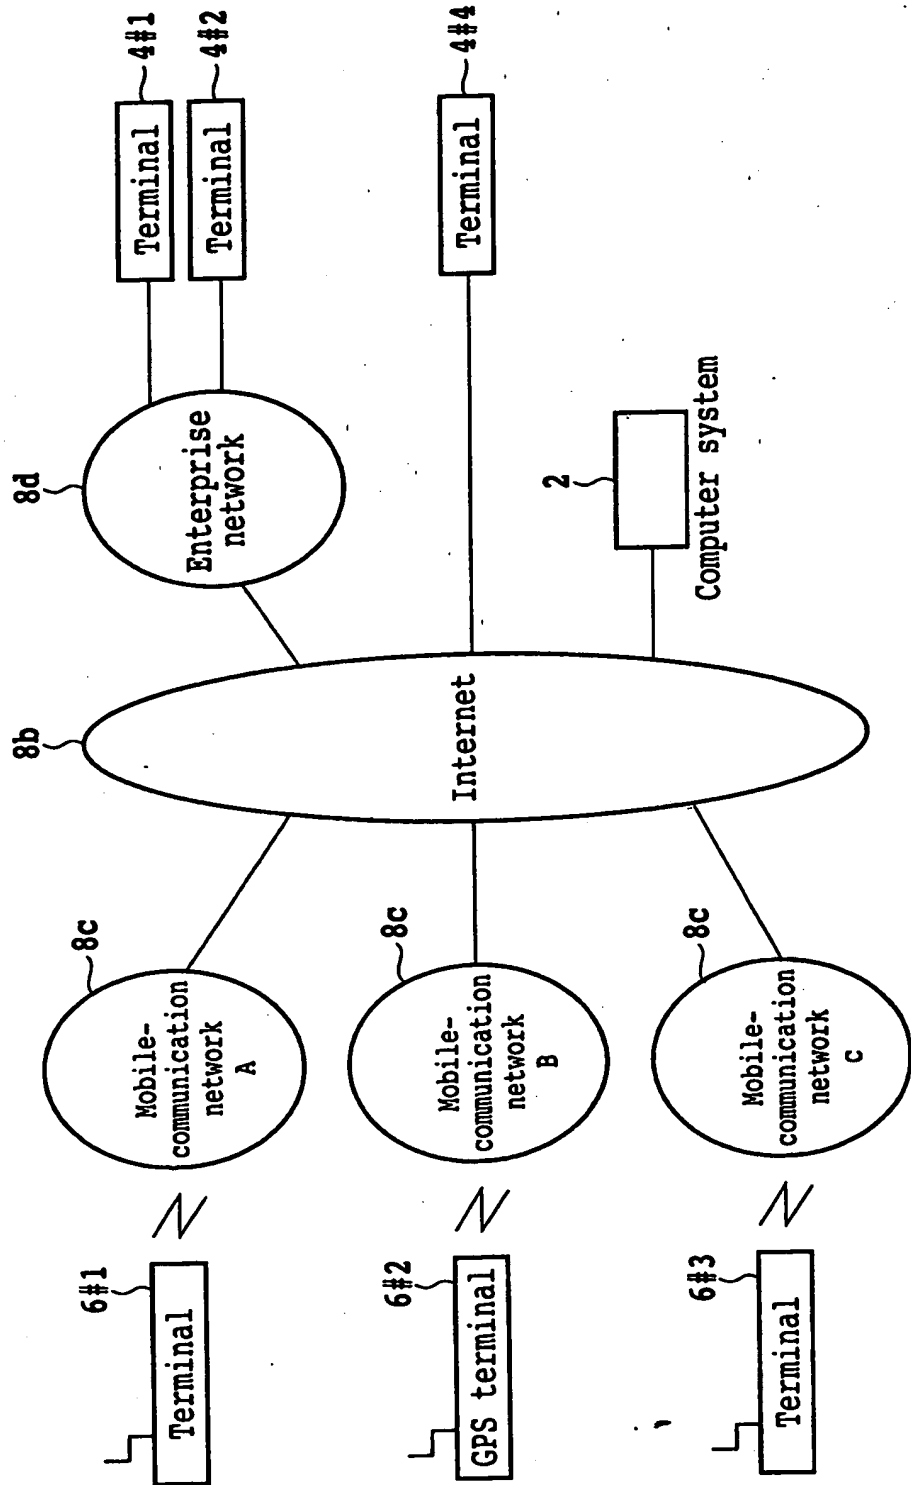 6#1
Terminal
8c
Mobile-
communication
network
A
6#2
GPS terminal
8c
Mobile-
communication
network
B
6#3
Terminal
8c
Mobile-
communication
network
C
8b
Internet
8d
Enterprise
network
2
Computer system
Terminal
4#1
Terminal
4#2
Terminal
4#4